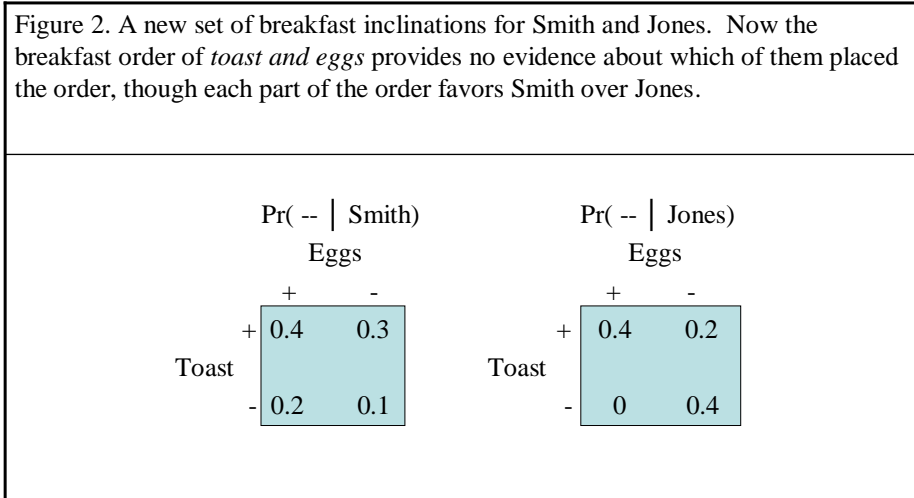 Figure 2. A new set of breakfast inclinations for Smith and Jones.  Now the
breakfast order of toast and eggs provides no evidence about which of them placed
the order, though each part of the order favors Smith over Jones.
Pr( -- | Smith)
Eggs
+ -
+ 0.4 0.3
Toast
- 0.2 0.1
Pr( -- | Jones)
Eggs
+ -
+ 0.4 0.2
Toast
- 0 0.4